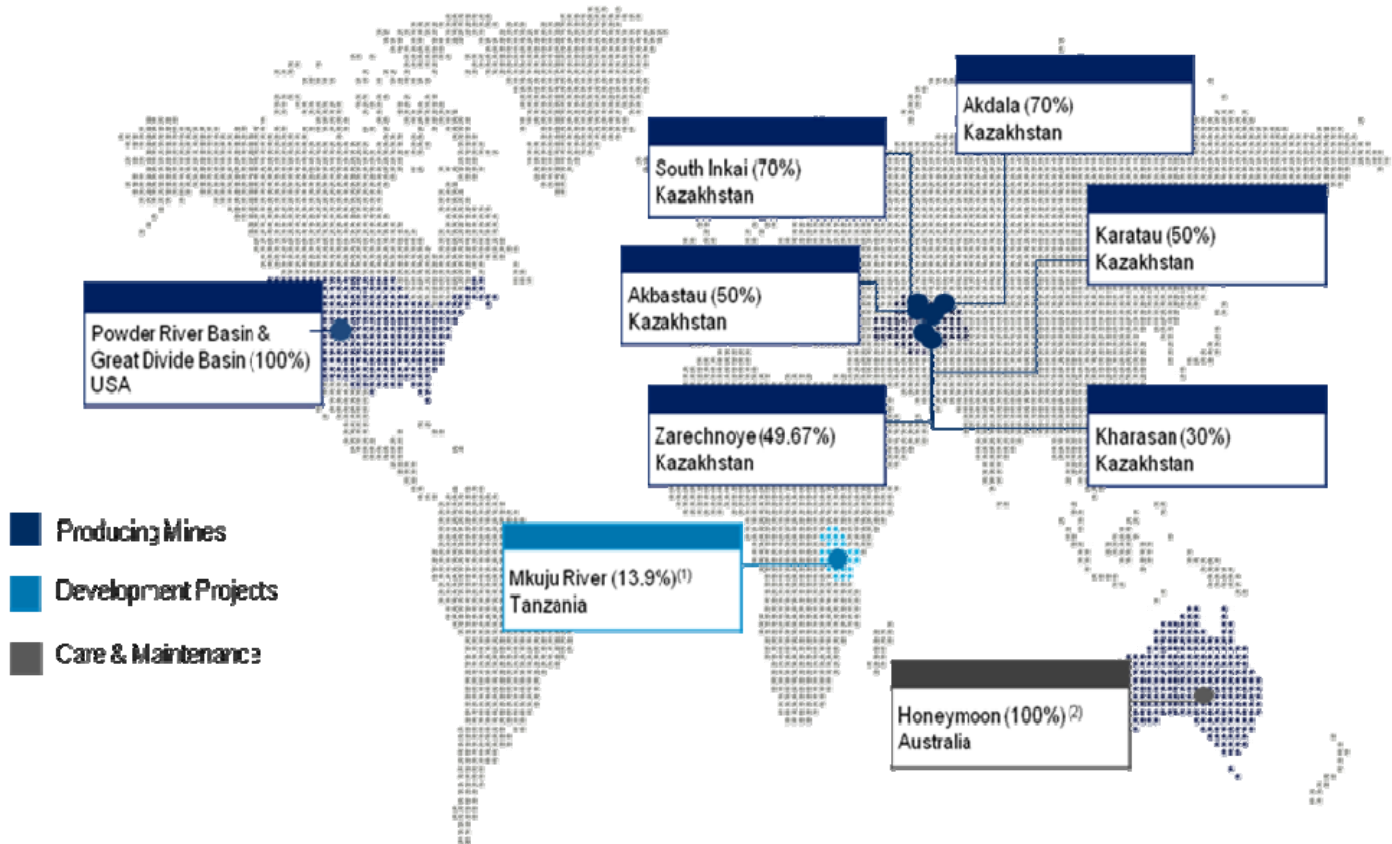 Akdala (70%)
Kazakhstan
South Inkai (70%)
Kazakhstan
Karatau (50%)
Kazakhstan
Akbastau (50%)
Kazakhstan
Powder River Basin &
Great Divide Basin (100%)
USA
Zarechnoye (49.67%)
Kazakhstan
Kharasan (30%)
Kazakhstan
Producing Mines
Development Projects
Care & Maintenance
Mkuju River (13.9%)(1)
Tanzania
Honeymoon (100%) (2)
Australia